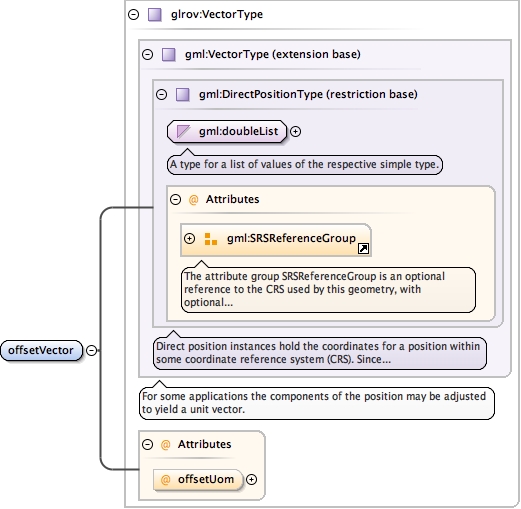 glrov:VectorType
gml:VectorType (extension base)
gml:DirectPositionType (restriction base)
gml:doubleList
A type for a list of values of the respective simple type.
@ Attributes
gml:SRSReferenceGroup
The attribute group SRSReferenceGroup is an optional
reference to the CRS used by this geometry, with
optional...
offsetVector
Direct position instances hold the coordinates for a position within
some coordinate reference system (CRS). Since...
For some applications the components of the position may be adjusted
to yield a unit vector.
@ Attributes
@ offsetUom